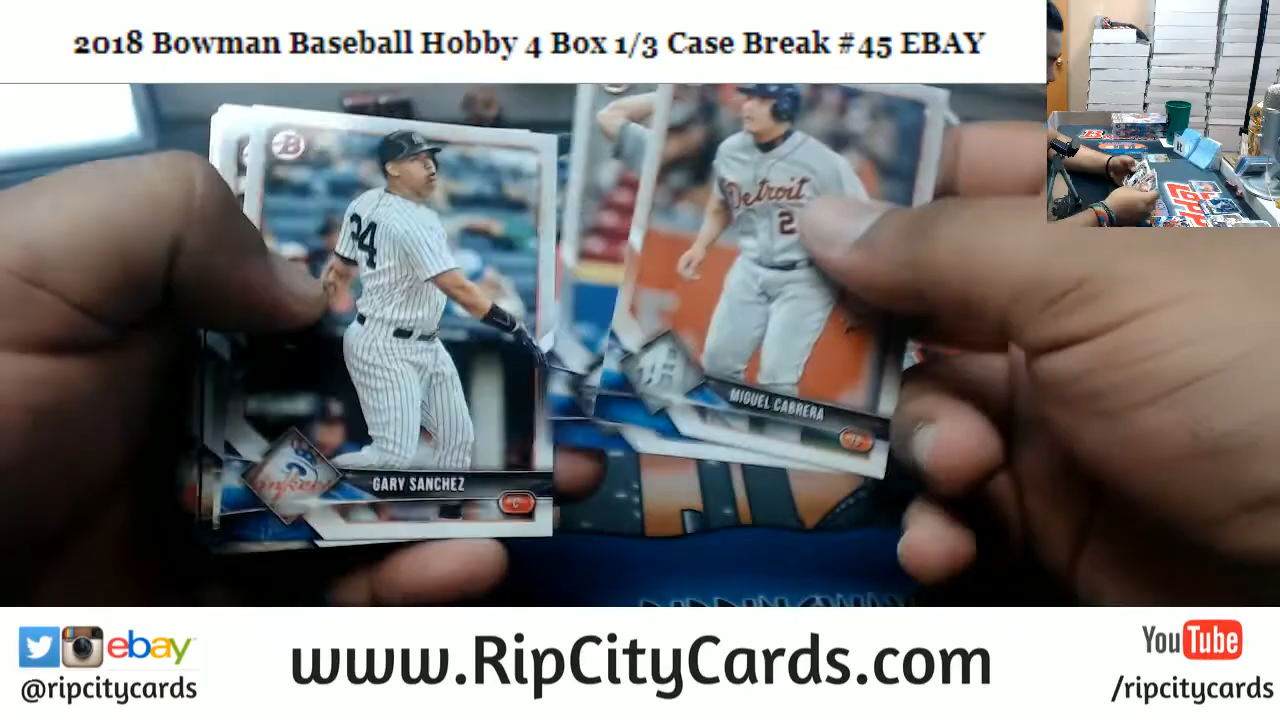 2018 Bowman Baseball Hobby 4 Box 1/3 Case Break #45 EBAY
B
24
GARY SANCHEZ
C
Detroit
2
MIGUEL CABRERA
ebay
@ripcitycards
www.RipCityCards.com
YouTube
/ripcitycards